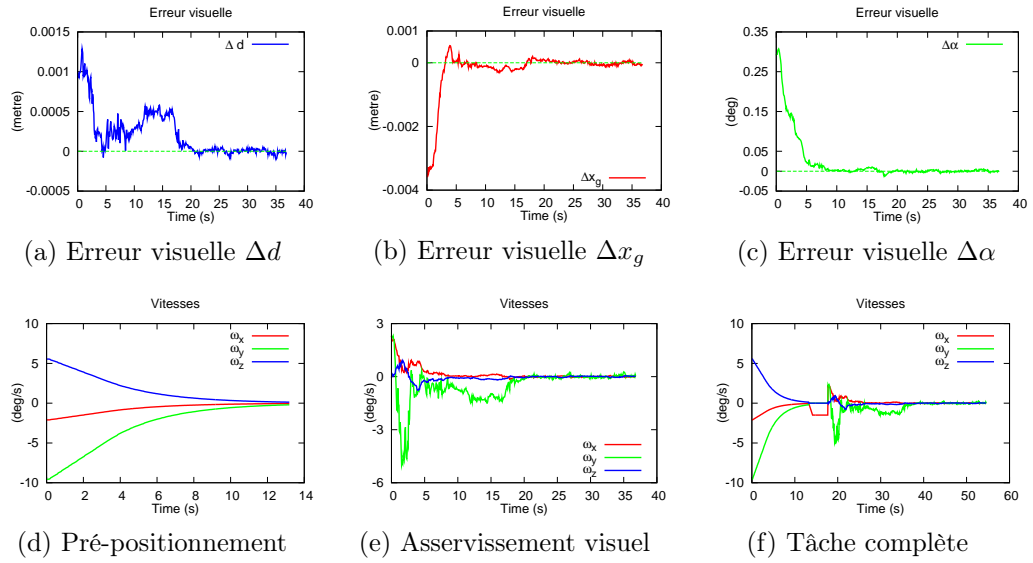 Erreur visuelle
0.0015
0.001
0.0005
0
-0.0005
(metre)
Δ d
0 5 10 15 20 25 30 35 40
Time (s)
(a) Erreur visuelle Δd
Erreur visuelle
0
-0.002
-0.004
(metre)
Δx_g
0 5 10 15 20 25 30 35 40
Time (s)
(b) Erreur visuelle Δx_g
Erreur visuelle
0.35
0.25
0.15
0.05
0
-0.05
(deg)
Δα
0 5 10 15 20 25 30 35 40
Time (s)
(c) Erreur visuelle Δα
Vitesses
10
5
0
-5
-10
(deg/s)
ω_x
ω_y
ω_z
0 2 4 6 8 10 12 14
Time (s)
(d) Pré-positionnement
Vitesses
3
0
-3
-6
(deg/s)
ω_x
ω_y
ω_z
0 5 10 15 20 25 30 35 40
Time (s)
(e) Asservissement visuel
Vitesses
10
5
0
-5
-10
(deg/s)
ω_x
ω_y
ω_z
0 10 20 30 40 50 60
Time (s)
(f) Tâche complète